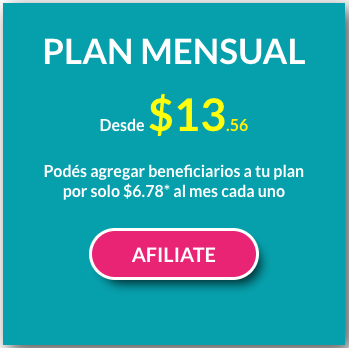 PLAN MENSUAL
Desde $13.56
Podés agregar beneficiarios a tu plan
por solo $6.78* al mes cada uno
AFILIATE